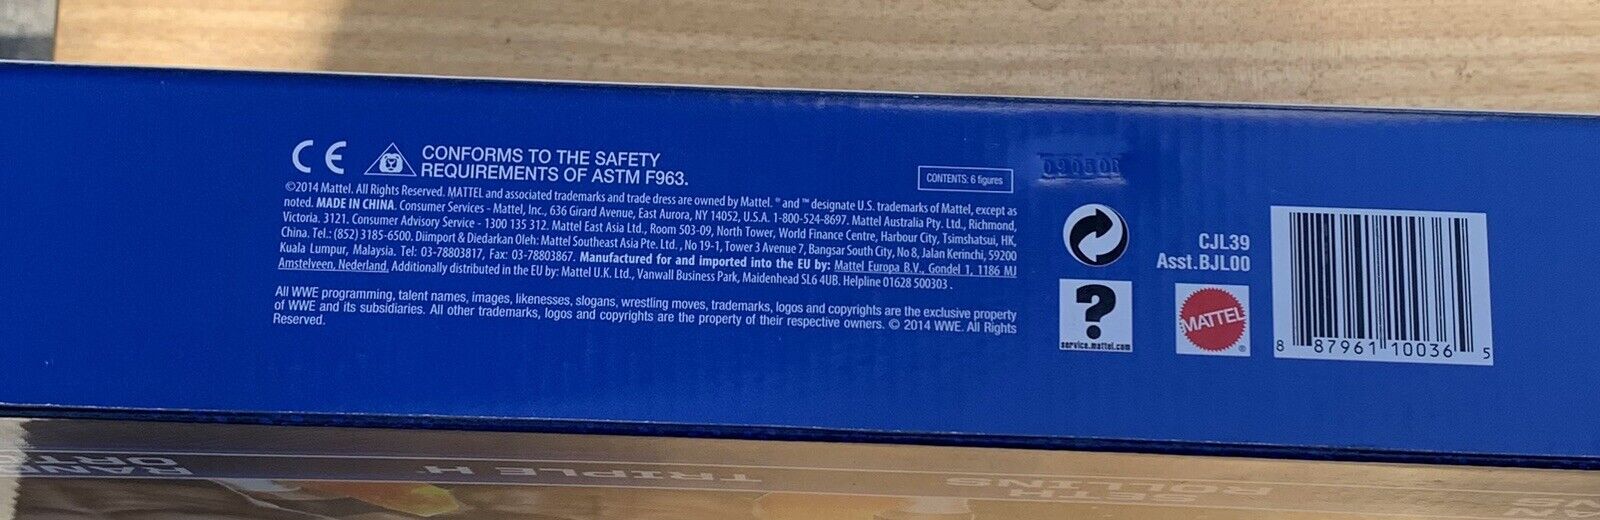 CE CONFORMS TO THE SAFETY
REQUIREMENTS OF ASTM F963.
CONTENTS: 6 figures
©2014 Mattel. All Rights Reserved. MATTEL and associated trademarks and trade dress are owned by Mattel. ® and ™ designate U.S. trademarks of Mattel, except as
noted. MADE IN CHINA. Consumer Services - Mattel, Inc., 636 Girard Avenue, East Aurora, NY 14052, U.S.A. 1-800-524-8697. Mattel Australia Pty. Ltd., Richmond,
Victoria. 3121. Consumer Advisory Service - 1300 135 312. Mattel East Asia Ltd., Room 503-09, North Tower, World Finance Centre, Harbour City, Tsimshatsui, HK,
China. Tel.: (852) 3185-6500. Diimport & Diedarkan Oleh: Mattel Southeast Asia Pte. Ltd., No 19-1, Tower 3 Avenue 7, Bangsar South City, No 8, Jalan Kerinchi, 59200
Kuala Lumpur, Malaysia. Tel: 03-78803817, Fax: 03-78803867. Manufactured for and imported into the EU by: Mattel Europa B.V., Gondel 1, 1186 MJ
Amstelveen, Nederland. Additionally distributed in the EU by: Mattel U.K. Ltd., Vanwall Business Park, Maidenhead SL6 4UB. Helpline 01628 500303.
All WWE programming, talent names, images, likenesses, slogans, wrestling moves, trademarks, logos and copyrights are the exclusive property
of WWE and its subsidiaries. All other trademarks, logos and copyrights are the property of their respective owners. © 2014 WWE. All Rights
Reserved.
?
service.mattel.com
CJL39
Asst.BJL00
MATTEL
®
8 87961 10036 5
TRIPLE H
SETH
ROLLINS